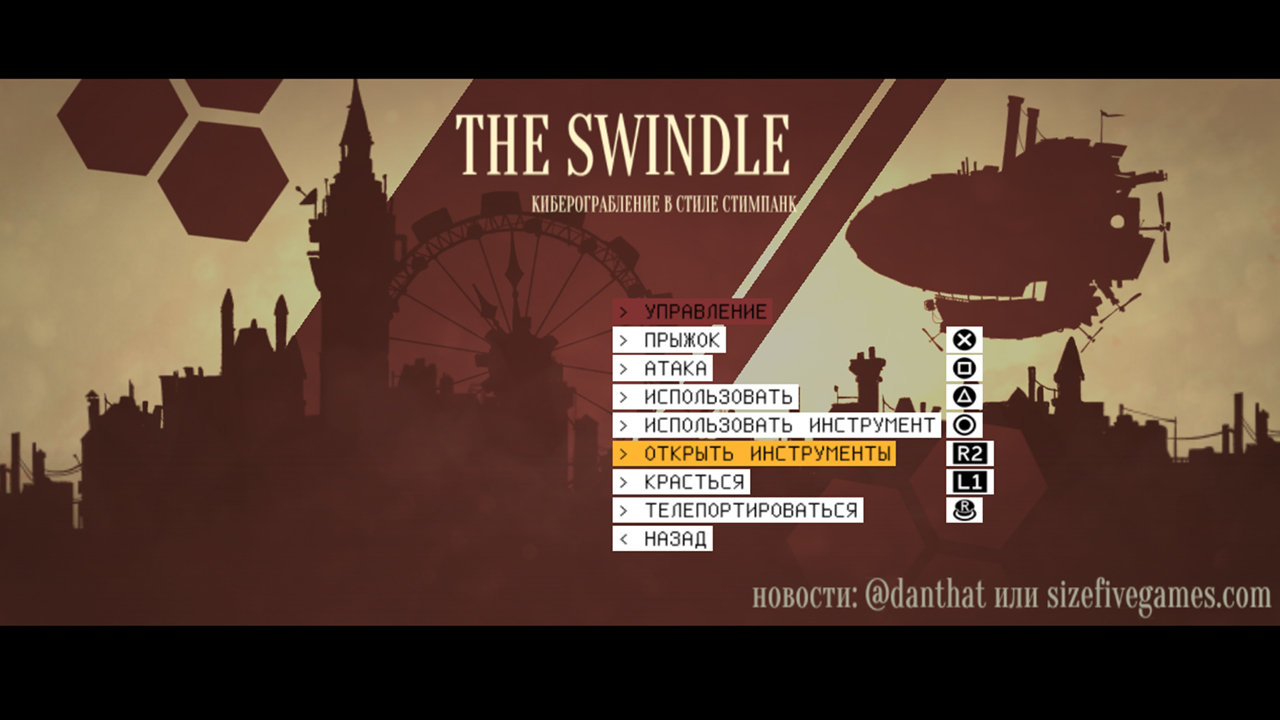 THE SWINDLE
КИБЕРОГРАБЛЕНИЕ В СТИЛЕ СТИМПАНК
> УПРАВЛЕНИЕ
> ПРЫЖОК
> АТАКА
> ИСПОЛЬЗОВАТЬ
> ИСПОЛЬЗОВАТЬ ИНСТРУМЕНТ
> ОТКРЫТЬ ИНСТРУМЕНТЫ R2
> КРАСТЬСЯ L1
> ТЕЛЕПОРТИРОВАТЬСЯ R
< НАЗАД
новости: @danthat или sizefivegames.com